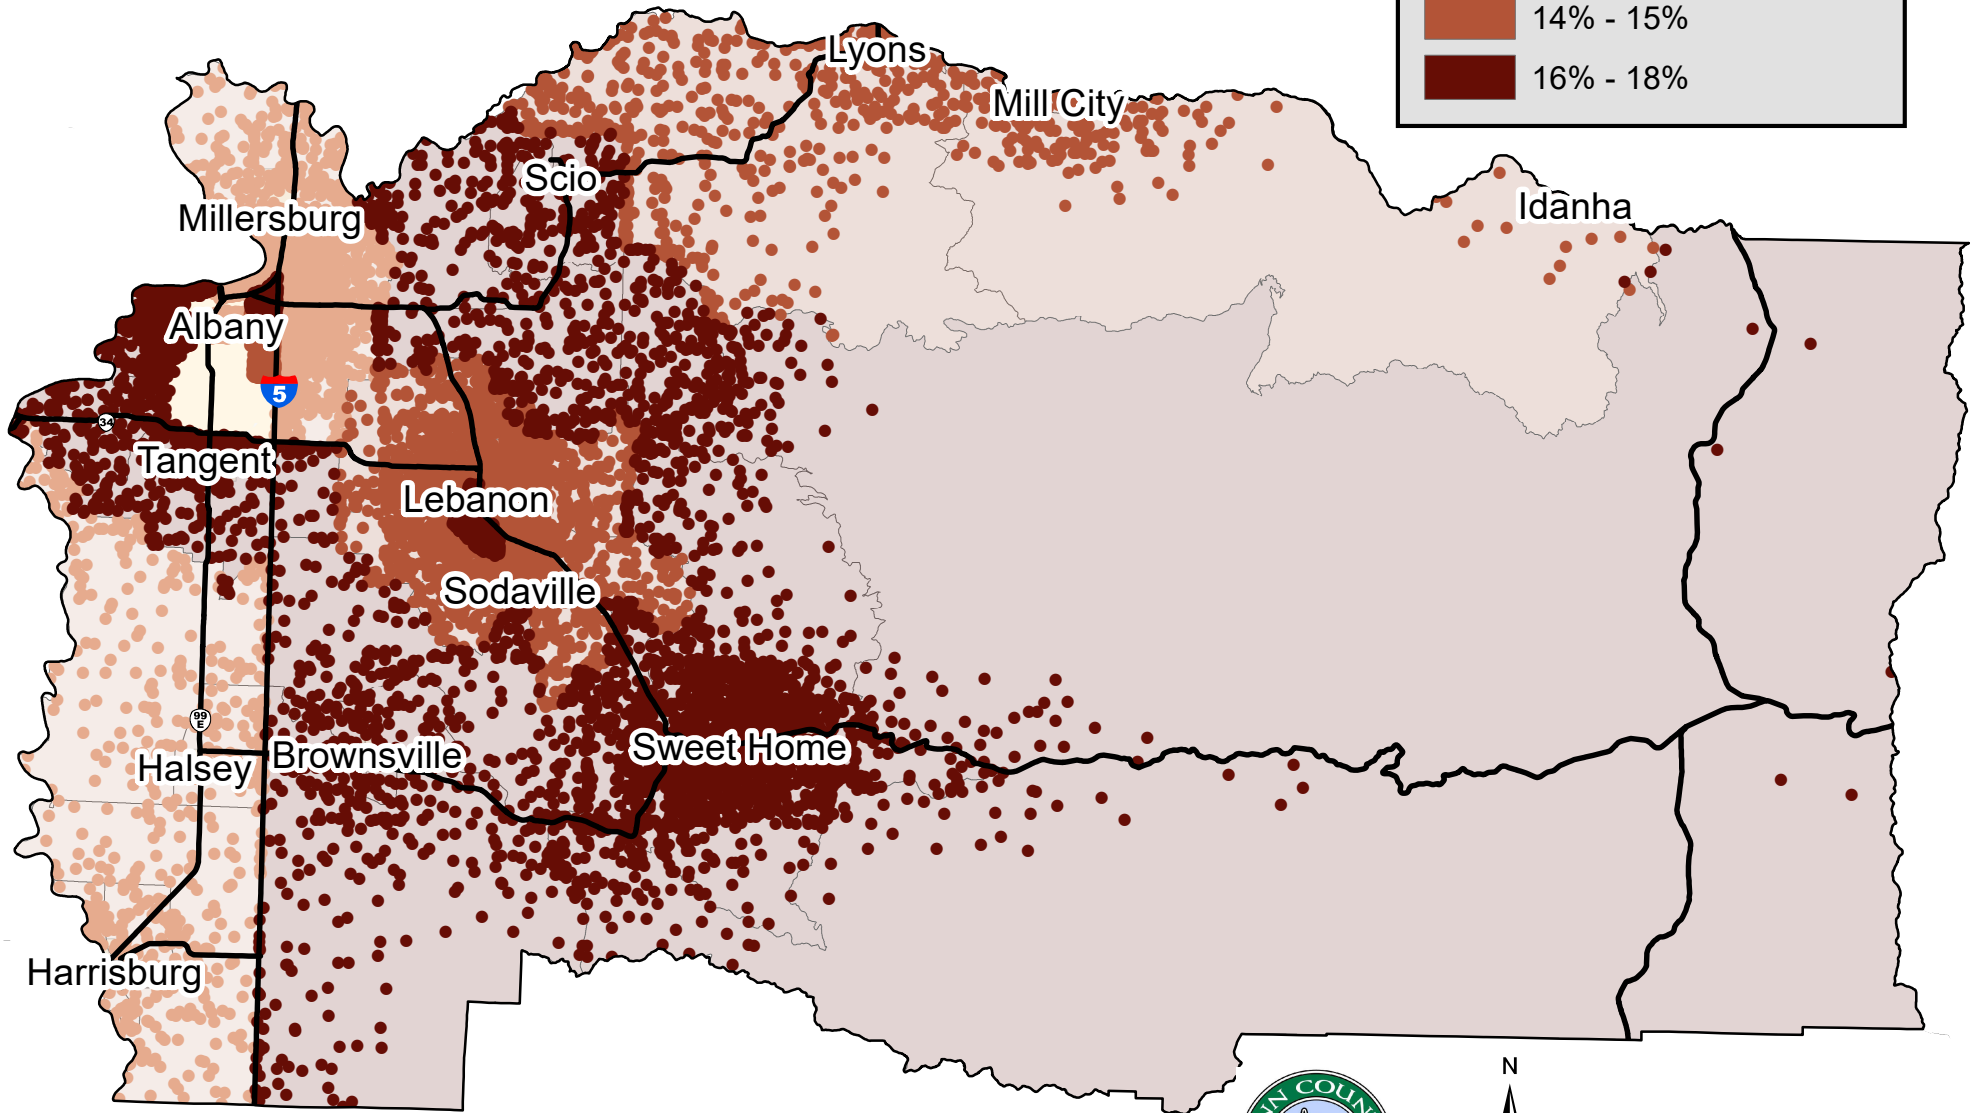 14% - 15%
16% - 18%
Lyons
Mill City
Scio
Idanha
Millersburg
Albany
5
34
Tangent
Lebanon
Sodaville
99
E
Sweet Home
Brownsville
Halsey
Harrisburg
N